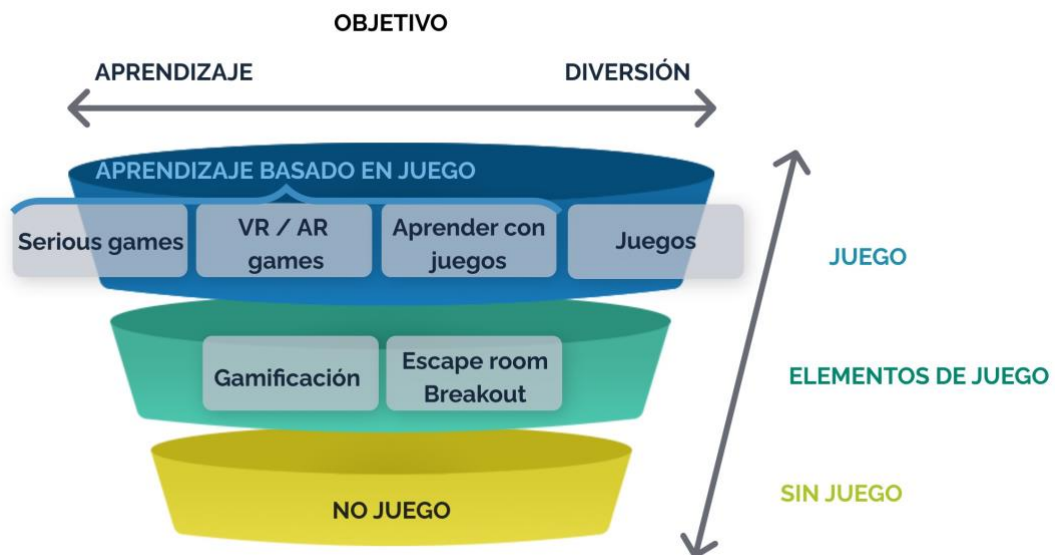 OBJETIVO
APRENDIZAJE
DIVERSIÓN
APRENDIZAJE BASADO EN JUEGO
Serious games
VR / AR
games
Aprender con
juegos
Juegos
JUEGO
Gamificación
Escape room
Breakout
ELEMENTOS DE JUEGO
NO JUEGO
SIN JUEGO